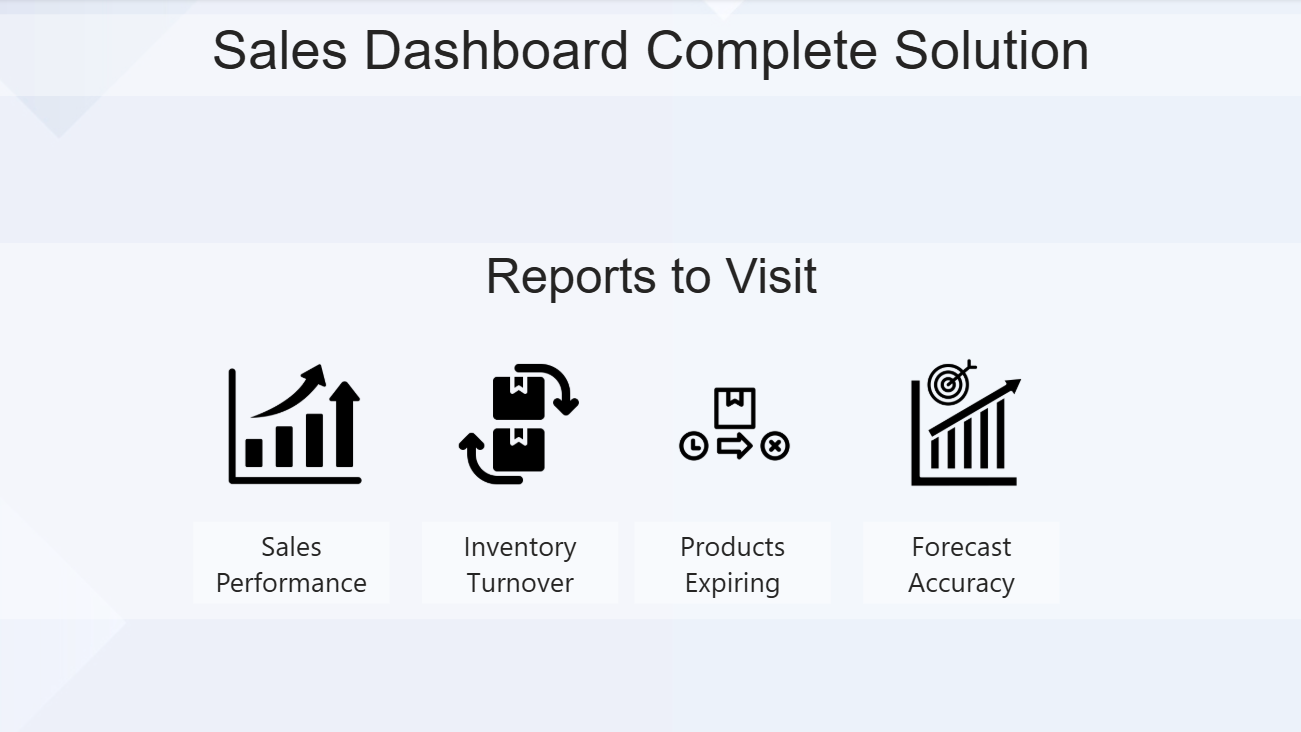 Sales Dashboard Complete Solution
Reports to Visit
Sales
Performance
Inventory
Turnover
Products
Expiring
Forecast
Accuracy